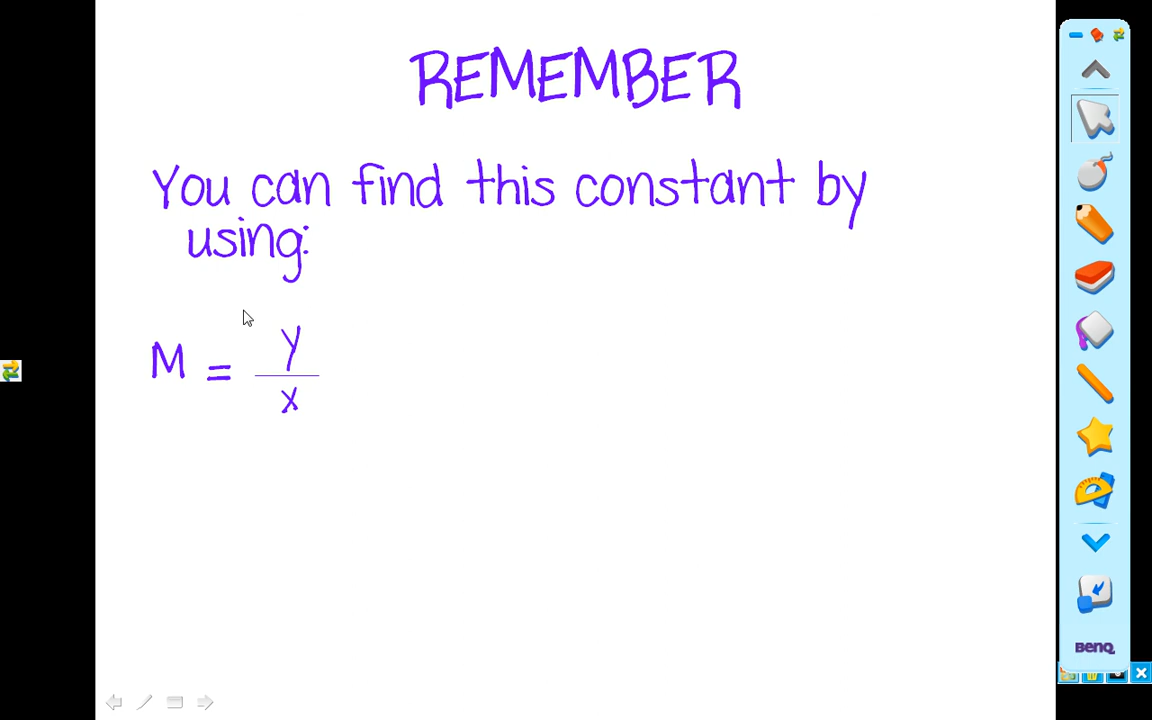 REMEMBER
You can find this constant by
using:
M = y/x
BenQ